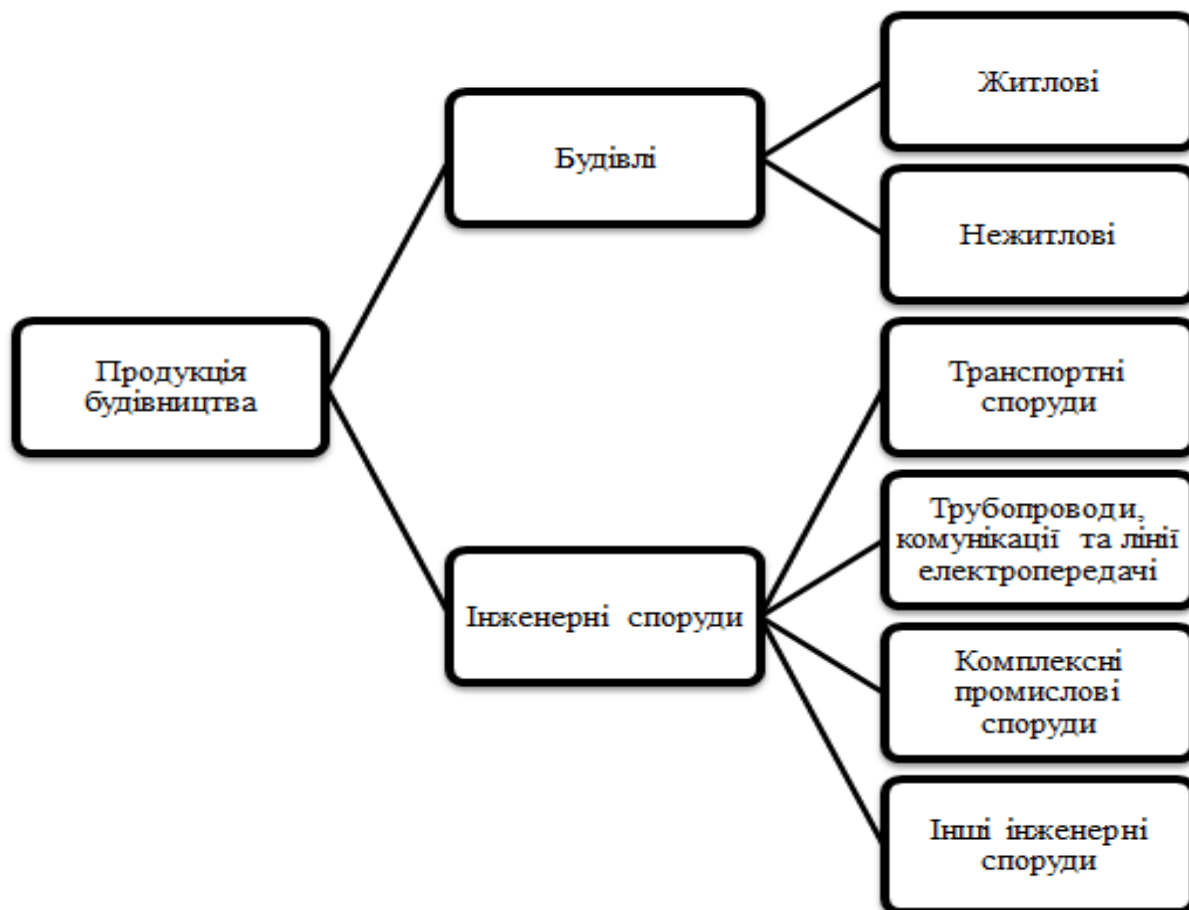 Продукція
будівництва
Будівлі
Житлові
Нежитлові
Інженерні споруди
Транспортні
споруди
Трубопроводи,
комунікації та лінії
електропередачі
Комплексні
промислові
споруди
Інші інженерні
споруди